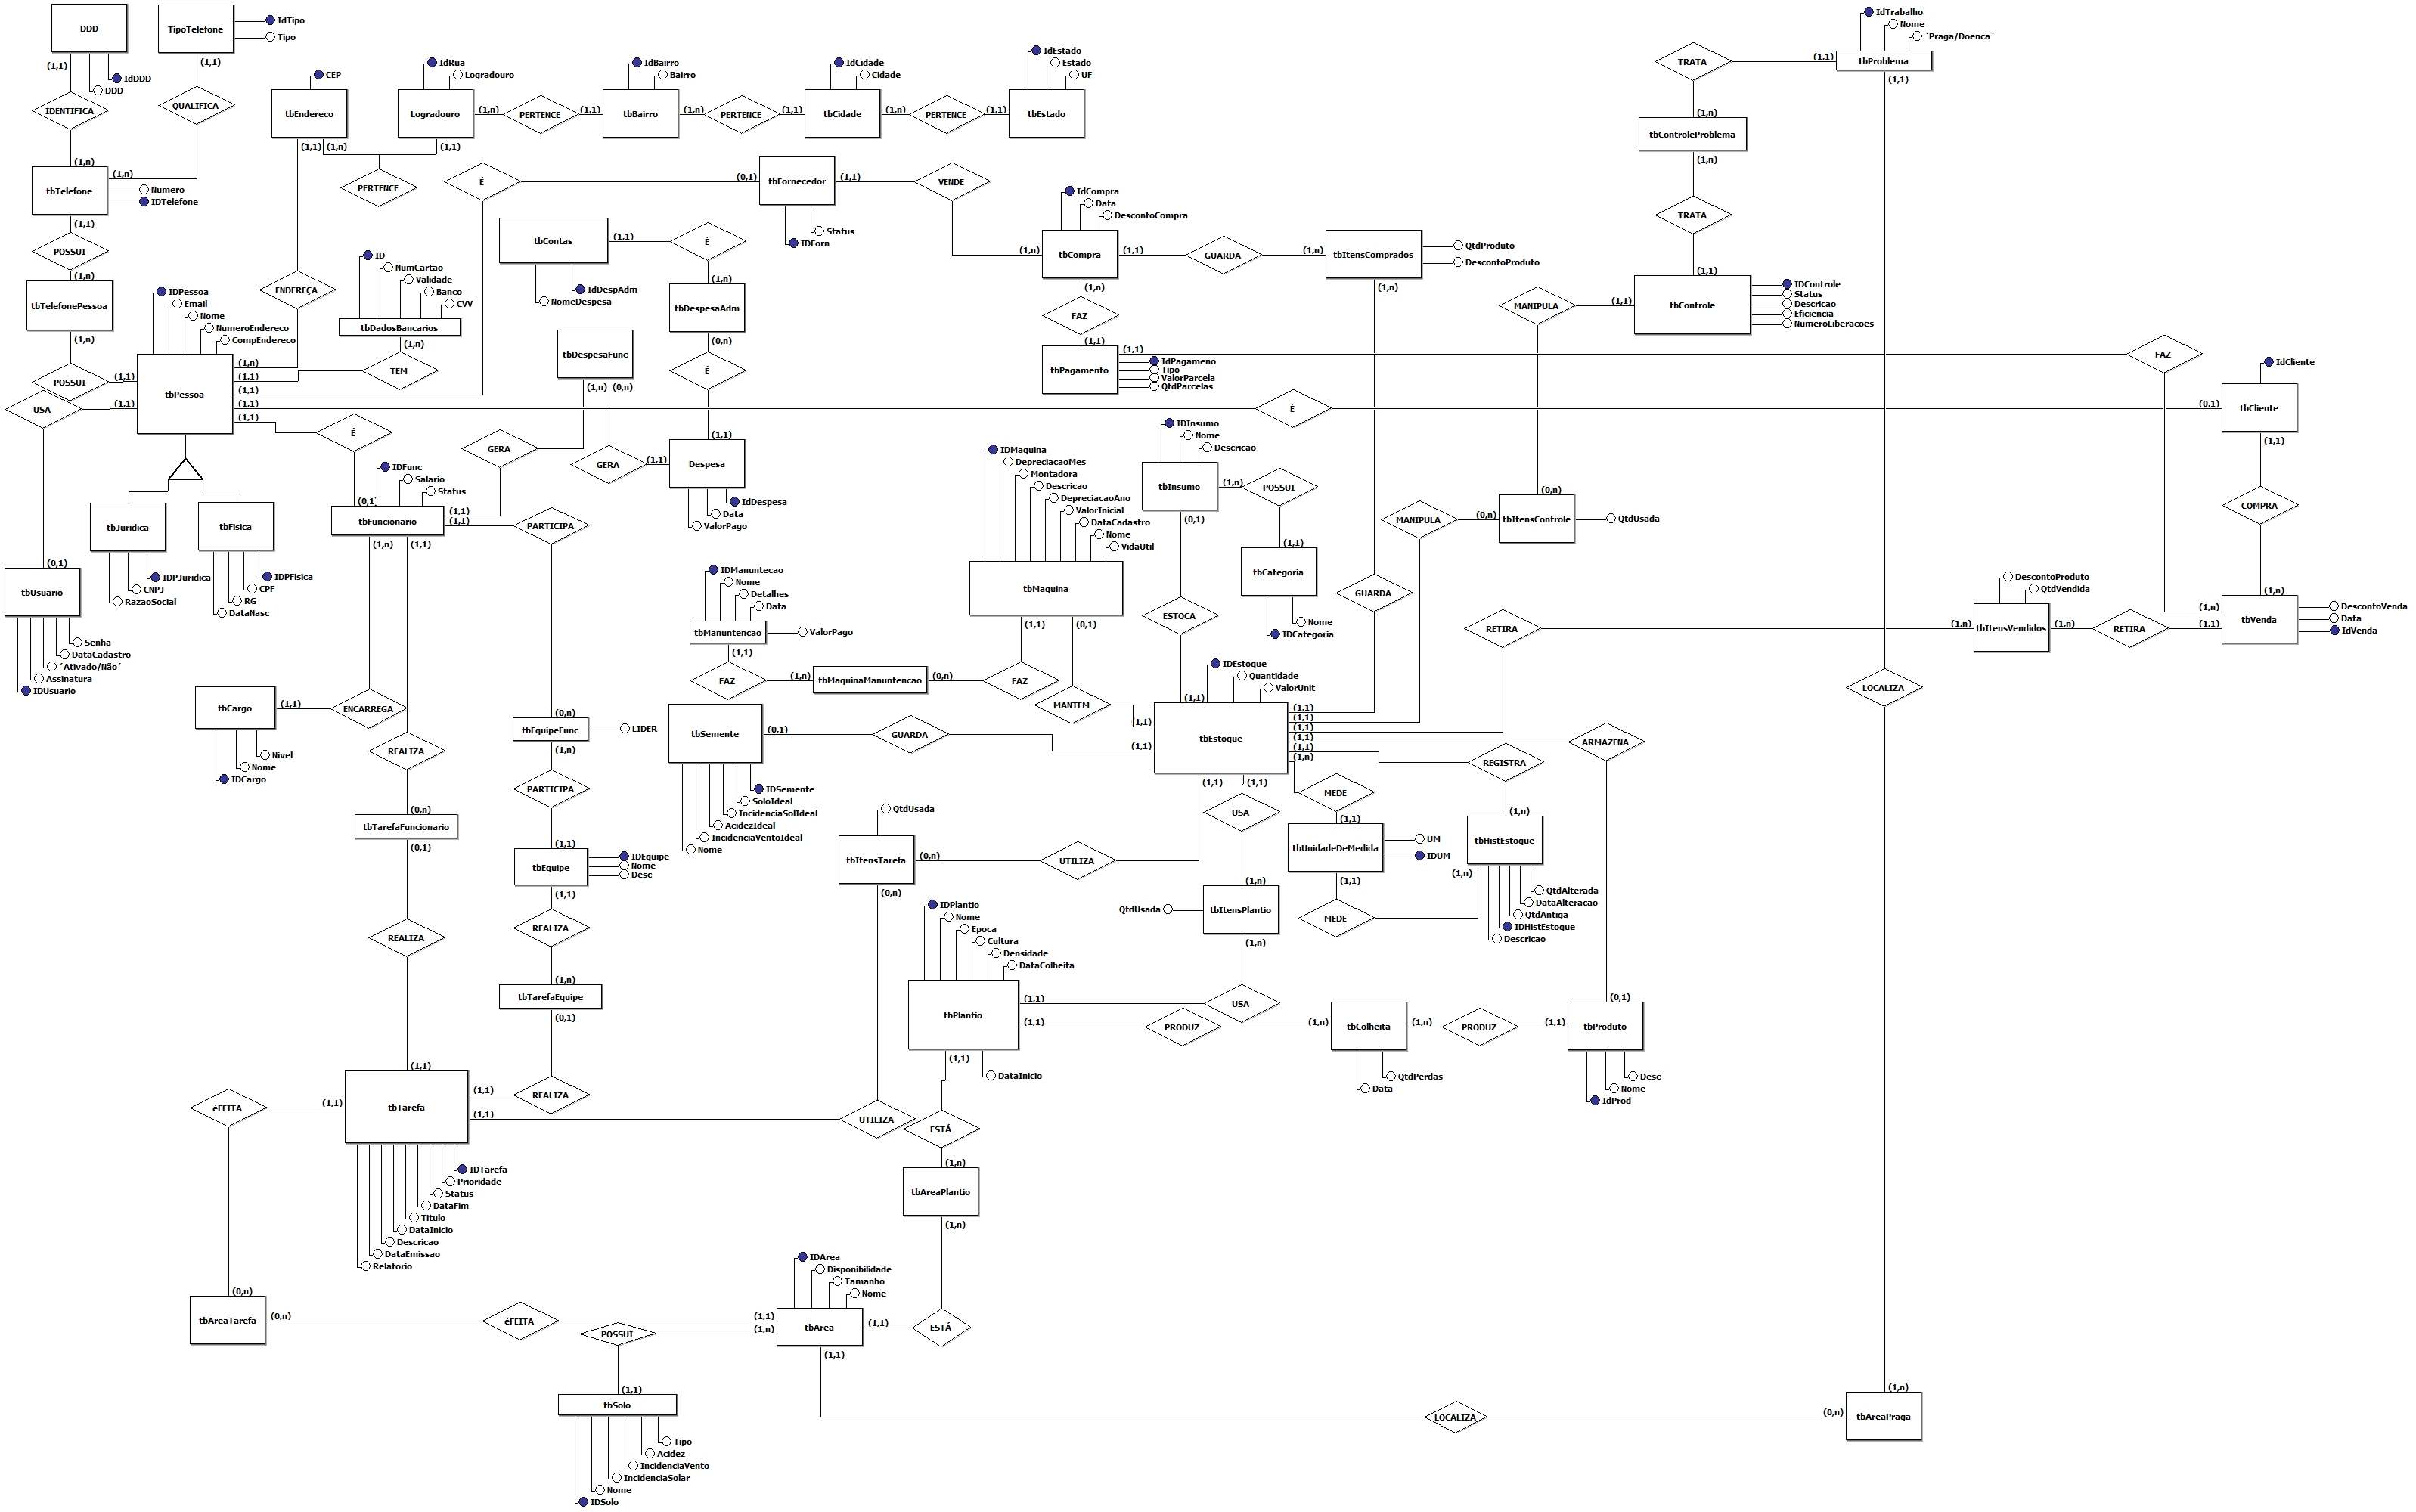 DDD
(1,1)
IdDDD
DDD
TipoTelefone
IdTipo
Tipo
(1,1)
IDENTIFICA
QUALIFICA
(1,n)
(1,n)
tbTelefone
Numero
IDTelefone
(1,1)
POSSUI
(1,n)
tbTelefonePessoa
(1,n)
POSSUI
(1,1)
USA
(1,1)
CEP
tbEndereco
(1,1)
(1,n)
PERTENCE
IdRua
Logradouro
Logradouro
(1,1)
(1,n)
PERTENCE
(1,1)
IdBairro
Bairro
tbBairro
(1,n)
PERTENCE
(1,1)
IdCidade
Cidade
tbCidade
(1,n)
PERTENCE
(1,1)
IdEstado
Estado
UF
tbEstado
É
(0,1)
tbFornecedor
(1,1)
Status
IDForn
VENDE
ENDEREÇA
IDPessoa
Email
Nome
NumeroEndereco
CompEndereco
tbPessoa
(1,n)
(1,1)
(1,1)
(1,1)
(1,1)
ID
NumCartao
Validade
Banco
CVV
tbDadosBancarios
(1,n)
TEM
tbContas
(1,1)
É
IdDespAdm
NomeDespesa
(1,n)
tbDespesaAdm
(0,n)
É
(1,1)
Despesa
(1,1)
IdDespesa
Data
ValorPago
tbDespesaFunc
(1,n)
(0,n)
GERA
GERA
IdCompra
Data
DescontoCompra
(1,n)
tbCompra
(1,1)
(1,n)
GUARDA
(1,n)
tbItensComprados
QtdProduto
DescontoProduto
(1,n)
FAZ
(1,1)
tbPagamento
(1,1)
IdPagameno
Tipo
ValorParcela
QtdParcelas
IdTrabalho
Nome
`Praga/Doenca`
TRATA
(1,1)
tbProblema
(1,1)
(1,n)
tbControleProblema
(1,n)
TRATA
(1,1)
MANIPULA
(1,1)
tbControle
IDControle
Status
Descricao
Eficiencia
NumeroLiberacoes
FAZ
IdCliente
É
(0,1)
tbCliente
(1,1)
COMPRA
(1,n)
(1,n)
tbVenda
(1,1)
DescontoVenda
Data
IdVenda
DescontoProduto
QtdVendida
(1,n)
tbItensVendidos
(1,n)
RETIRA
RETIRA
É
IDFunc
Salario
Status
(0,1)
tbFuncionario
(1,1)
(1,1)
(1,n)
(1,1)
PARTICIPA
tbJuridica
IDPJuridica
CNPJ
RazaoSocial
tbFisica
IDPFisica
CPF
RG
DataNasc
(0,1)
tbUsuario
Senha
DataCadastro
´Ativado/Não´
Assinatura
IDUsuario
tbCargo
(1,1)
ENCARREGA
Nivel
Nome
IDCargo
REALIZA
(0,n)
tbTarefaFuncionario
(0,1)
REALIZA
(0,n)
tbEquipeFunc
LIDER
(1,n)
PARTICIPA
(1,1)
tbEquipe
IDEquipe
Nome
Desc
(1,1)
REALIZA
(1,n)
tbTarefaEquipe
(0,1)
REALIZA
IDManuntecao
Nome
Detalhes
Data
tbManuntencao
ValorPago
(1,1)
FAZ
(1,n)
tbMaquinaManuntencao
(0,n)
FAZ
IDMaquina
DepreciacaoMes
Montadora
Descricao
DepreciacaoAno
ValorInicial
DataCadastro
Nome
VidaUtil
tbMaquina
(1,1)
(0,1)
MANTEM
(1,1)
IDInsumo
Nome
Descricao
tbInsumo
(1,n)
POSSUI
(0,1)
(1,1)
tbCategoria
Nome
IDCategoria
ESTOCA
(1,1)
GUARDA
MANIPULA
(0,n)
(0,n)
tbItensControle
QtdUsada
IDEstoque
Quantidade
ValorUnit
tbEstoque
(1,1)
(1,1)
(1,1)
(1,1)
(1,1)
(1,n)
(1,1)
(1,1)
(1,1)
tbSemente
(0,1)
GUARDA
IDSemente
SoloIdeal
IncidenciaSolIdeal
AcidezIdeal
IncidenciaVentoIdeal
Nome
ARMAZENA
REGISTRA
MEDE
(1,1)
tbUnidadeDeMedida
UM
IDUM
(1,1)
MEDE
(1,n)
tbHistEstoque
(1,n)
QtdAlterada
DataAlteracao
QtdAntiga
IDHistEstoque
Descricao
USA
(1,n)
tbItensPlantio
QtdUsada
(1,n)
USA
QtdUsada
tbItensTarefa
(0,n)
(0,n)
UTILIZA
IDPlantio
Nome
Epoca
Cultura
Densidade
DataColheita
tbPlantio
(1,1)
(1,1)
(1,1)
DataInicio
PRODUZ
(1,n)
tbColheita
(1,n)
QtdPerdas
Data
PRODUZ
(1,1)
(0,1)
tbProduto
Desc
Nome
IdProd
LOCALIZA
éFEITA
(1,1)
(1,1)
tbTarefa
(1,1)
(1,1)
UTILIZA
IDTarefa
Prioridade
Status
DataFim
Titulo
DataInicio
Descricao
DataEmissao
Relatorio
ESTÁ
(1,n)
tbAreaPlantio
(1,n)
ESTÁ
(0,n)
tbAreaTarefa
(0,n)
éFEITA
IDArea
Disponibilidade
Tamanho
Nome
(1,1)
(1,n)
tbArea
(1,1)
(1,1)
POSSUI
(1,1)
tbSolo
Tipo
Acidez
IncidenciaVento
IncidenciaSolar
Nome
IDSolo
LOCALIZA
(0,n)
(1,n)
tbAreaPraga